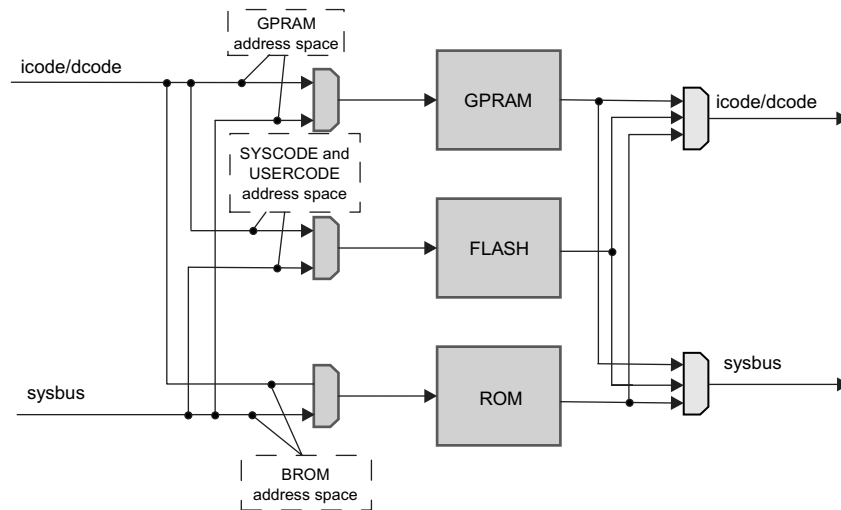 GPRAM
address space
icode/dcode
GPRAM
icode/dcode
SYSCODE and
USERCODE
address space
FLASH
sysbus
ROM
sysbus
BROM
address space